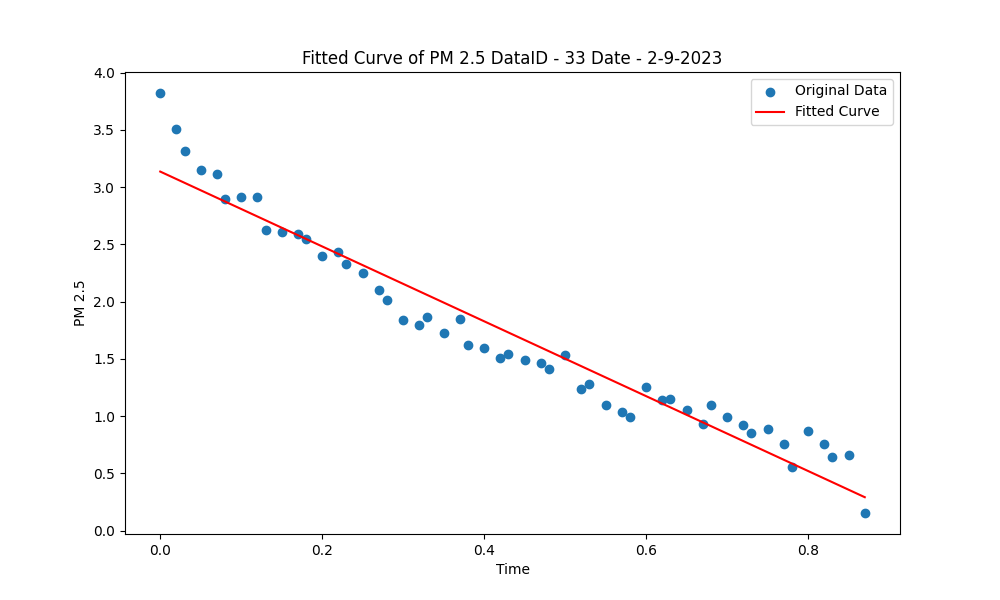 Fitted Curve of PM 2.5 DataID - 33 Date - 2-9-2023
Original Data
Fitted Curve
4.0
3.5
3.0
2.5
2.0
1.5
1.0
0.5
0.0
PM 2.5
0.0 0.2 0.4 0.6 0.8
Time